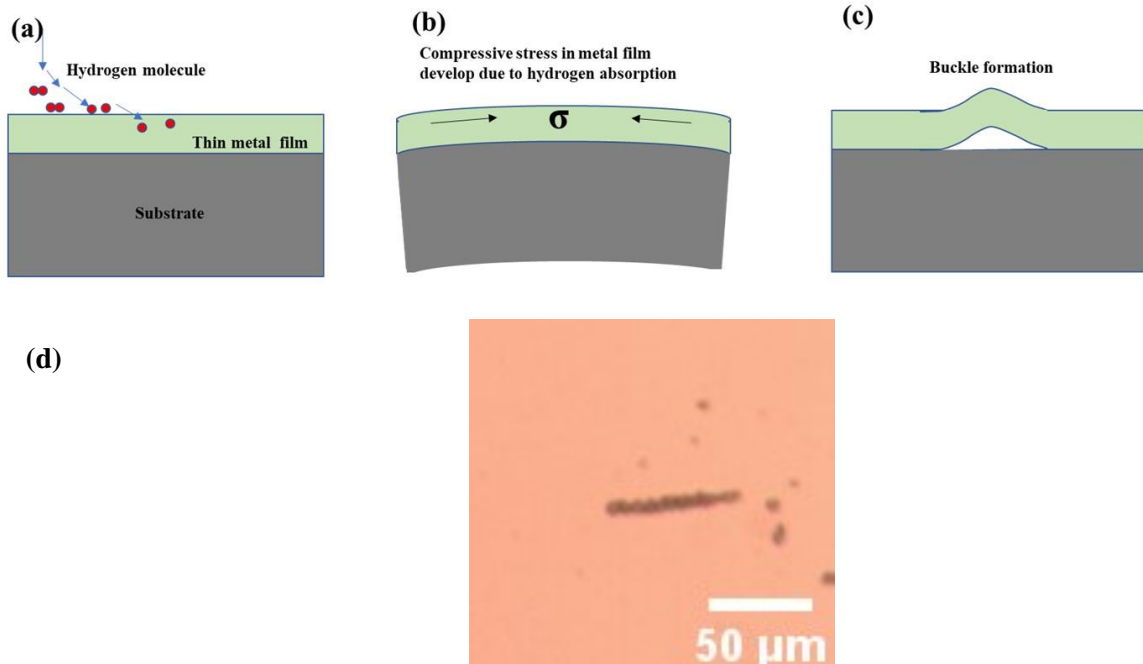 (a)
Hydrogen molecule
Thin metal film
Substrate
(b)
Compressive stress in metal film
develop due to hydrogen absorption
σ
(c)
Buckle formation
(d)
50 μm